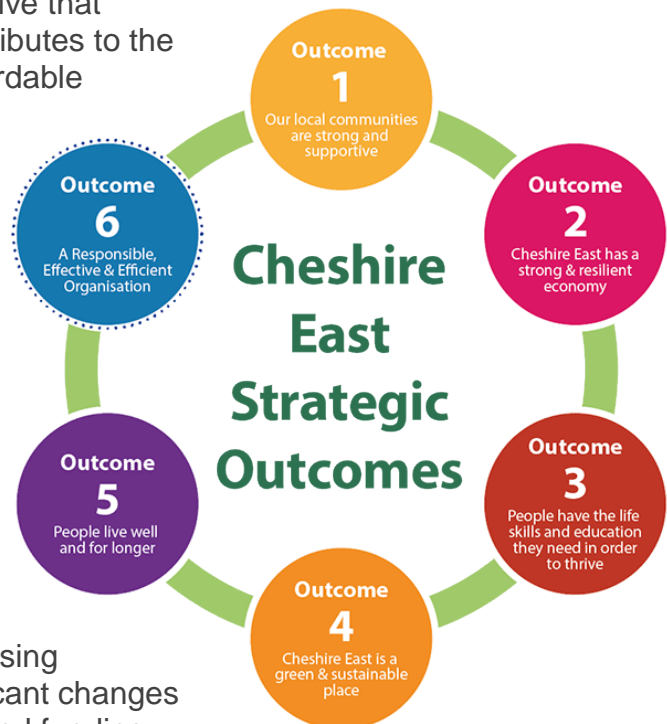 ive that
ributes to the
rdable
Outcome
1
Our local communities
are strong and
supportive
Outcome
2
Cheshire East has a
strong & resilient
economy
Outcome
3
People have the life
skills and education
they need in order
to thrive
Outcome
4
Cheshire East is a
green & sustainable
place
Outcome
5
People live well
and for longer
Outcome
6
A Responsible,
Effective & Efficient
Organisation
Cheshire
East
Strategic
Outcomes
sing
cant changes